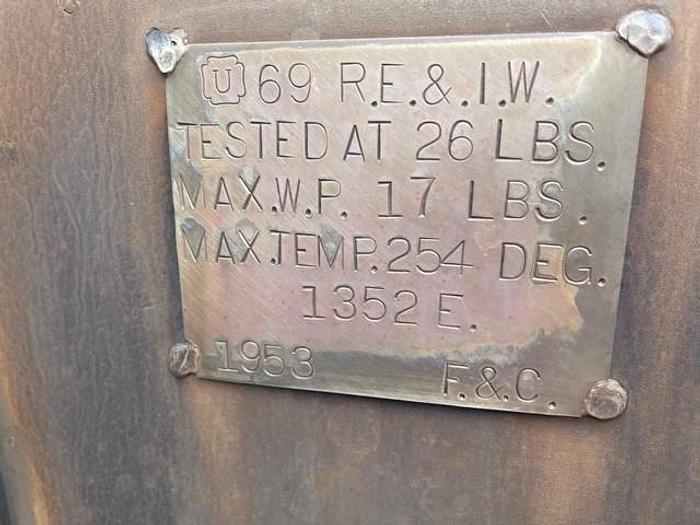 U 69 R.E.&.I.W.
TESTED AT 26 LBS.
MAX.W.P. 17 LBS.
MAX.TEMP.254 DEG.
1352 E.
1953 F.&.C.